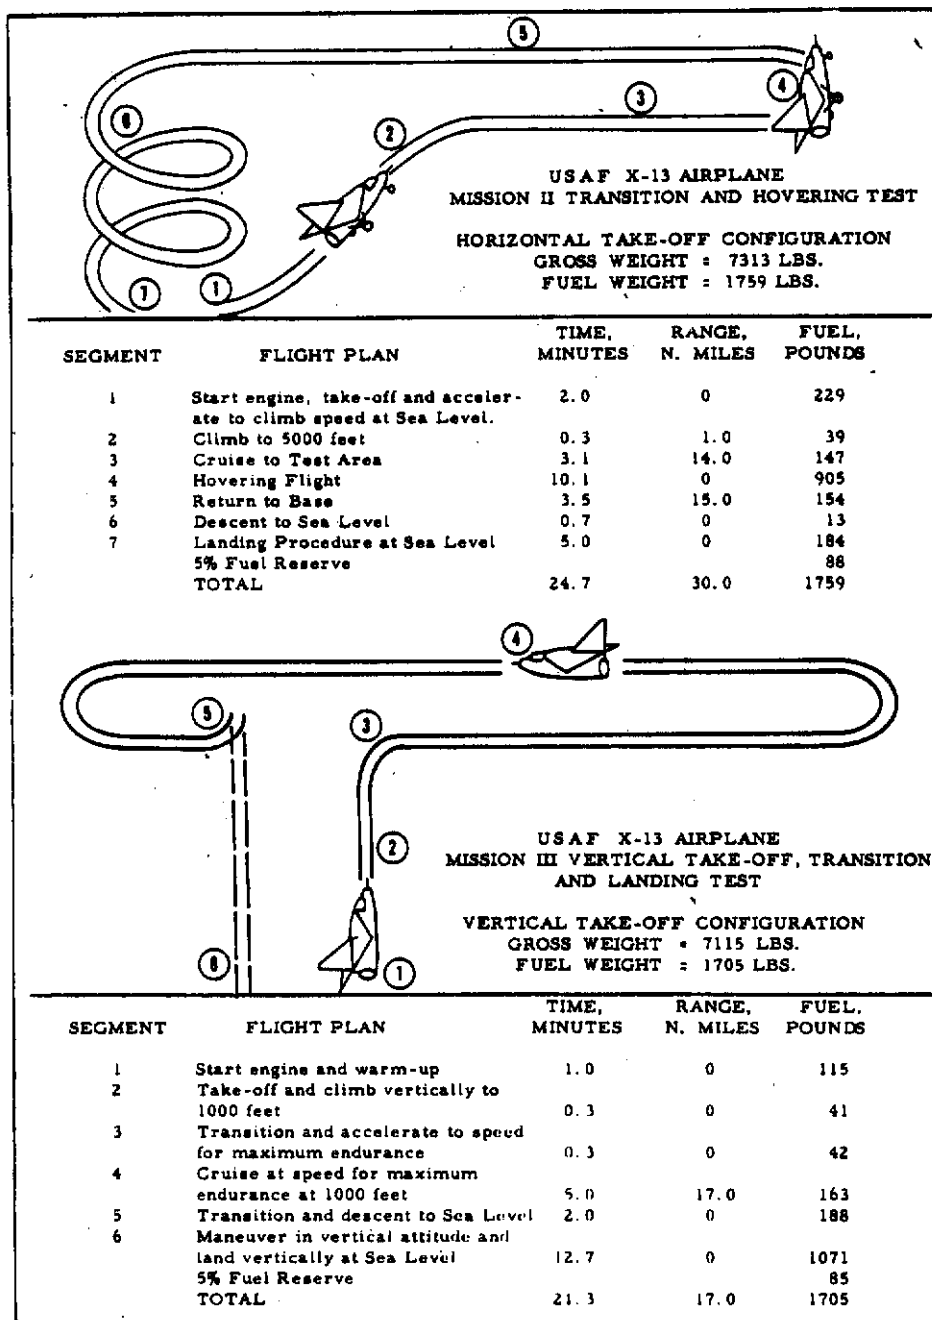 5
4
3
6
2
7
1
USAF X-13 AIRPLANE
MISSION II TRANSITION AND HOVERING TEST
HORIZONTAL TAKE-OFF CONFIGURATION
GROSS WEIGHT = 7313 LBS.
FUEL WEIGHT = 1759 LBS.
SEGMENT FLIGHT PLAN TIME, MINUTES RANGE, N. MILES FUEL, POUNDS
1 Start engine, take-off and acceler- 2.0 0 229
ate to climb speed at Sea Level.
2 Climb to 5000 feet 0.3 1.0 39
3 Cruise to Test Area 3.1 14.0 147
4 Hovering Flight 10.1 0 905
5 Return to Base 3.5 15.0 154
6 Descent to Sea Level 0.7 0 13
7 Landing Procedure at Sea Level 5.0 0 184
5% Fuel Reserve 88
TOTAL 24.7 30.0 1759
4
5
3
2
6
1
USAF X-13 AIRPLANE
MISSION III VERTICAL TAKE-OFF, TRANSITION
AND LANDING TEST
VERTICAL TAKE-OFF CONFIGURATION
GROSS WEIGHT = 7115 LBS.
FUEL WEIGHT = 1705 LBS.
SEGMENT FLIGHT PLAN TIME, MINUTES RANGE, N. MILES FUEL, POUNDS
1 Start engine and warm-up 1.0 0 115
2 Take-off and climb vertically to
1000 feet 0.3 0 41
3 Transition and accelerate to speed
for maximum endurance 0.3 0 42
4 Cruise at speed for maximum
endurance at 1000 feet 5.0 17.0 163
5 Transition and descent to Sea Level 2.0 0 188
6 Maneuver in vertical attitude and
land vertically at Sea Level 12.7 0 1071
5% Fuel Reserve 85
TOTAL 21.3 17.0 1705